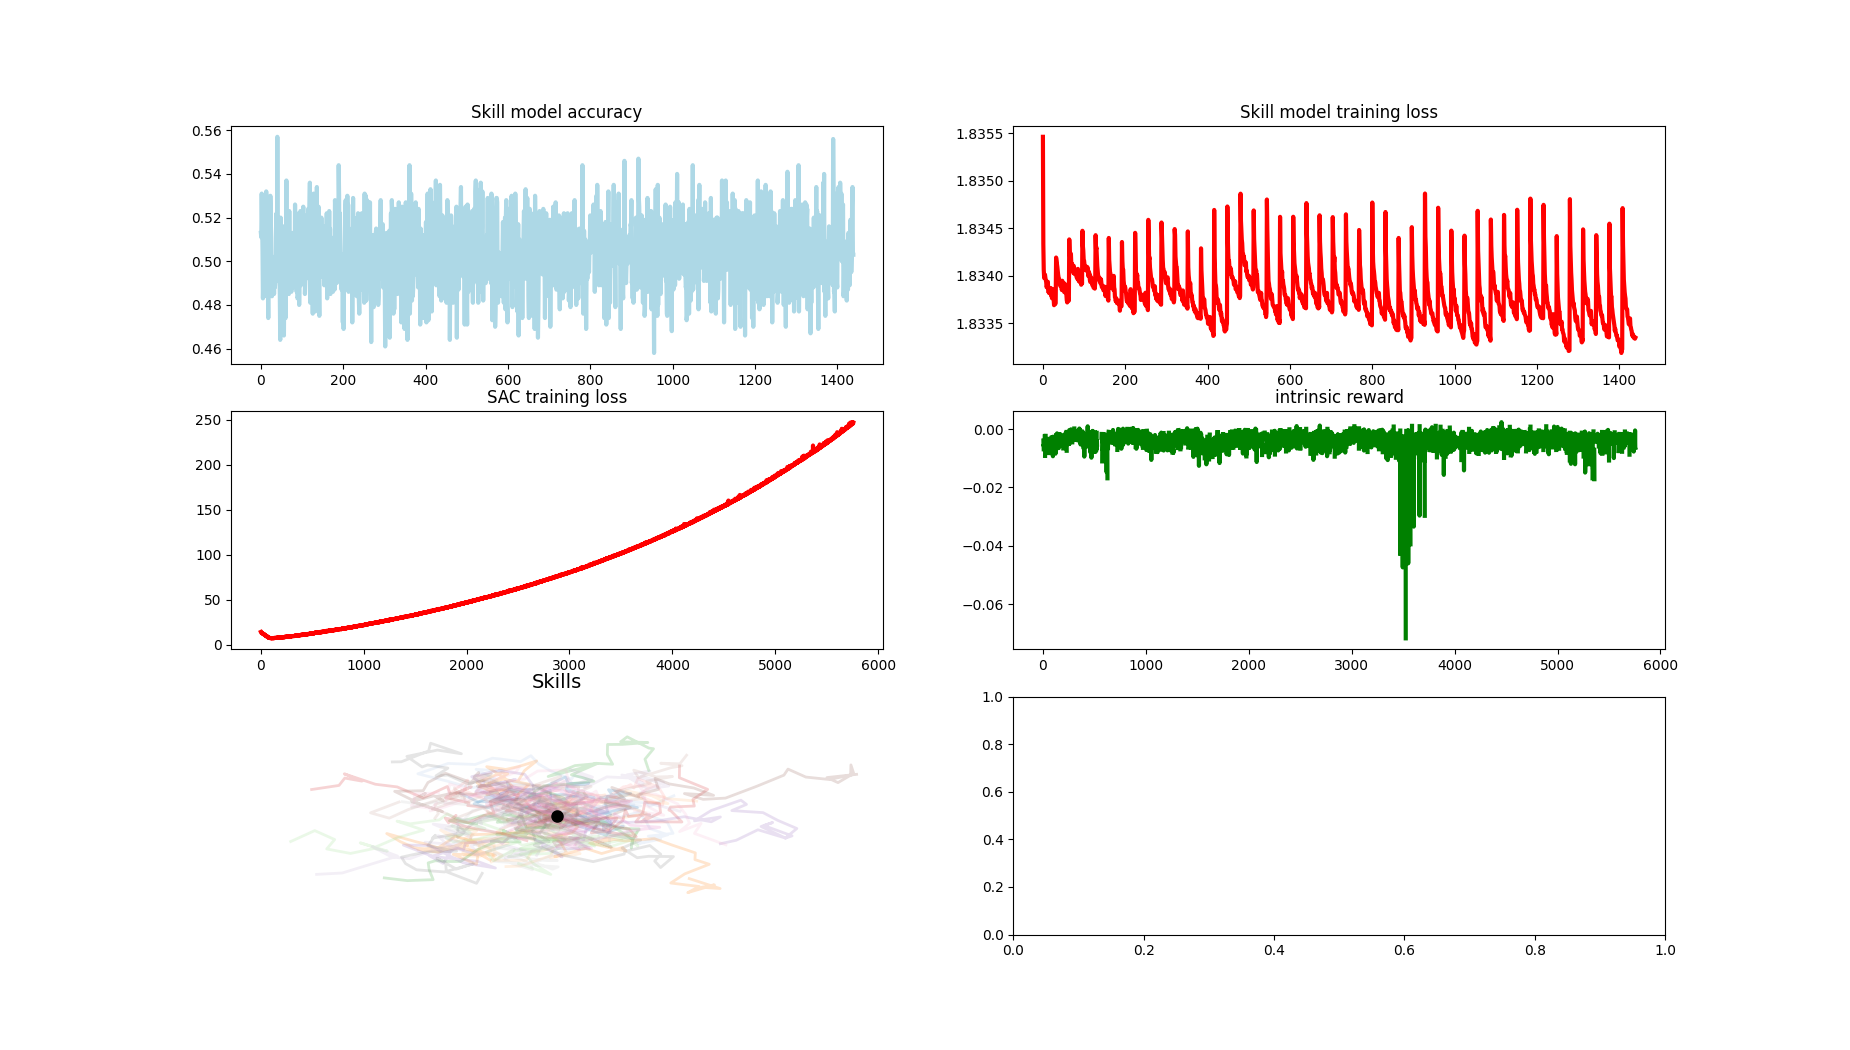 Skill model accuracy
0.56
0.54
0.52
0.50
0.48
0.46
0 200 400 600 800 1000 1200 1400
Skill model training loss
1.8355
1.8350
1.8345
1.8340
1.8335
0 200 400 600 800 1000 1200 1400
SAC training loss
250
200
150
100
50
0
0 1000 2000 3000 4000 5000 6000
intrinsic reward
0.00
−0.02
−0.04
−0.06
0 1000 2000 3000 4000 5000 6000
Skills
1.0
0.8
0.6
0.4
0.2
0.0
0.0 0.2 0.4 0.6 0.8 1.0